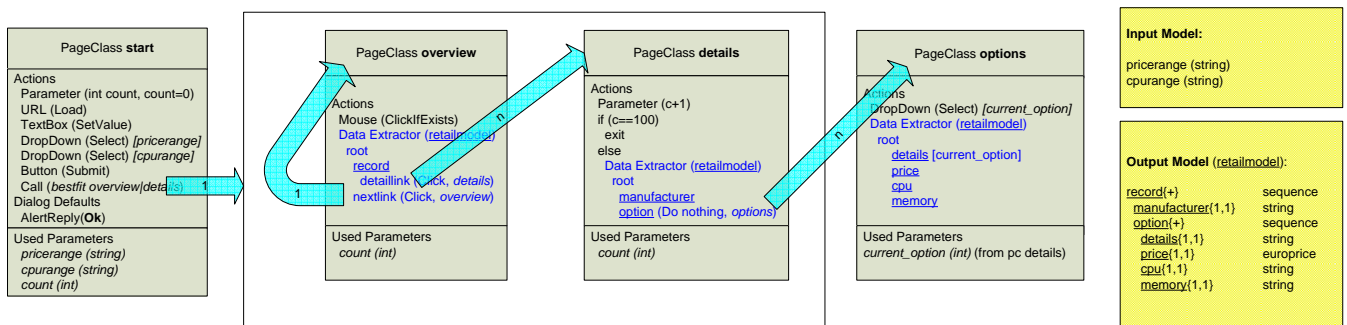 PageClass start
Actions
Parameter (int count, count=0)
URL (Load)
TextBox (SetValue)
DropDown (Select) [pricerange]
DropDown (Select) [cpurange]
Button (Submit)
Call (bestfit overview|details)
Dialog Defaults
AlertReply(Ok)
Used Parameters
pricerange (string)
cpurange (string)
count (int)
1
PageClass overview
Actions
Mouse (ClickIfExists)
Data Extractor (retailmodel)
root
record
detaillink (Click, details)
nextlink (Click, overview)
Used Parameters
count (int)
1
n
PageClass details
Actions
Parameter (c+1)
if (c==100)
exit
else
Data Extractor (retailmodel)
root
manufacturer
option (Do nothing, options)
Used Parameters
count (int)
n
PageClass options
Actions
DropDown (Select) [current_option]
Data Extractor (retailmodel)
root
details [current_option]
price
cpu
memory
Used Parameters
current_option (int) (from pc details)
Input Model:
pricerange (string)
cpurange (string)
Output Model (retailmodel):
record{+} sequence
manufacturer{1,1} string
option{+} sequence
details{1,1} string
price{1,1} europrice
cpu{1,1} string
memory{1,1} string